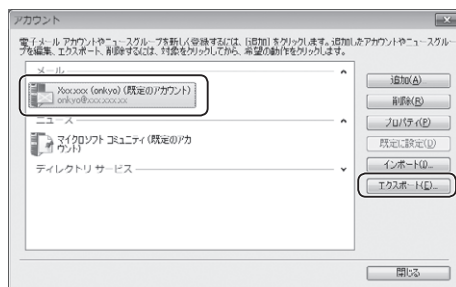 アカウント
電子メール アカウントやニュースグループを新しく登録するには、[追加] をクリックします。追加したアカウントやニュースグルー
プを編集、エクスポート、削除するには、対象をクリックしてから、希望の動作をクリックします。
メール
Xxx.xxx (onkyo) (既定のアカウント)
onkyo@xxx.xxx.xx
ニュース
マイクロソフト コミュニティ (既定のアカ
ウント)
ディレクトリ サービス
追加(A)
削除(R)
プロパティ(P)
既定に設定(D)
インポート(I)...
エクスポート(E)...
閉じる